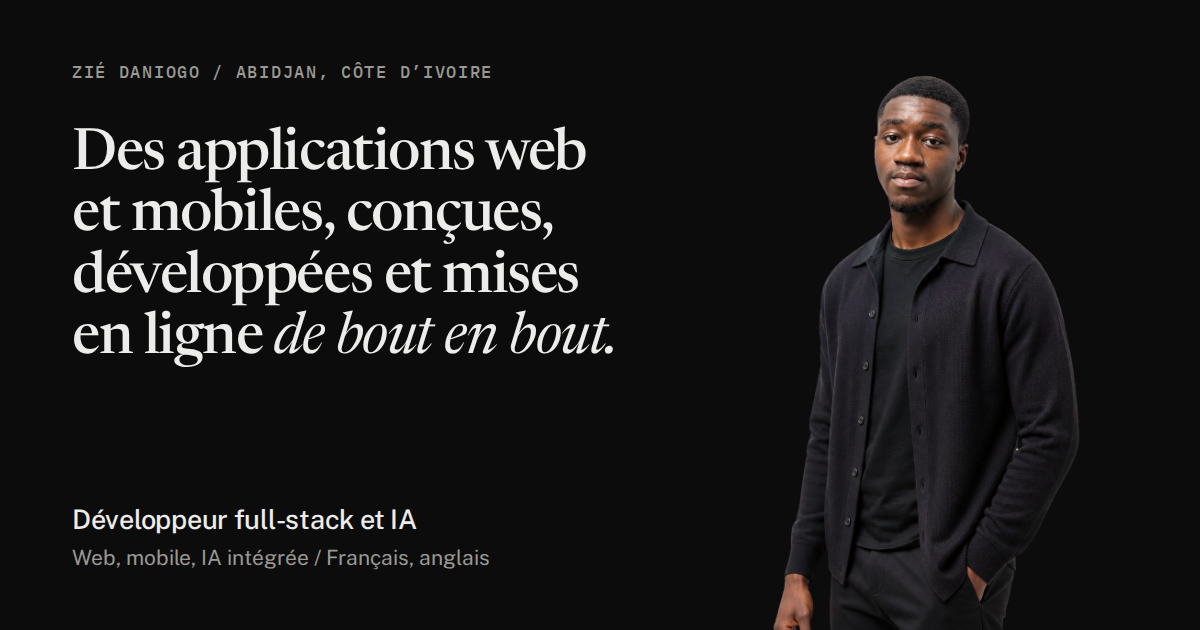 ZIÉ DANIOGO / ABIDJAN, CÔTE D’IVOIRE
Des applications web
et mobiles, conçues,
développées et mises
en ligne de bout en bout.
Développeur full-stack et IA
Web, mobile, IA intégrée / Français, anglais